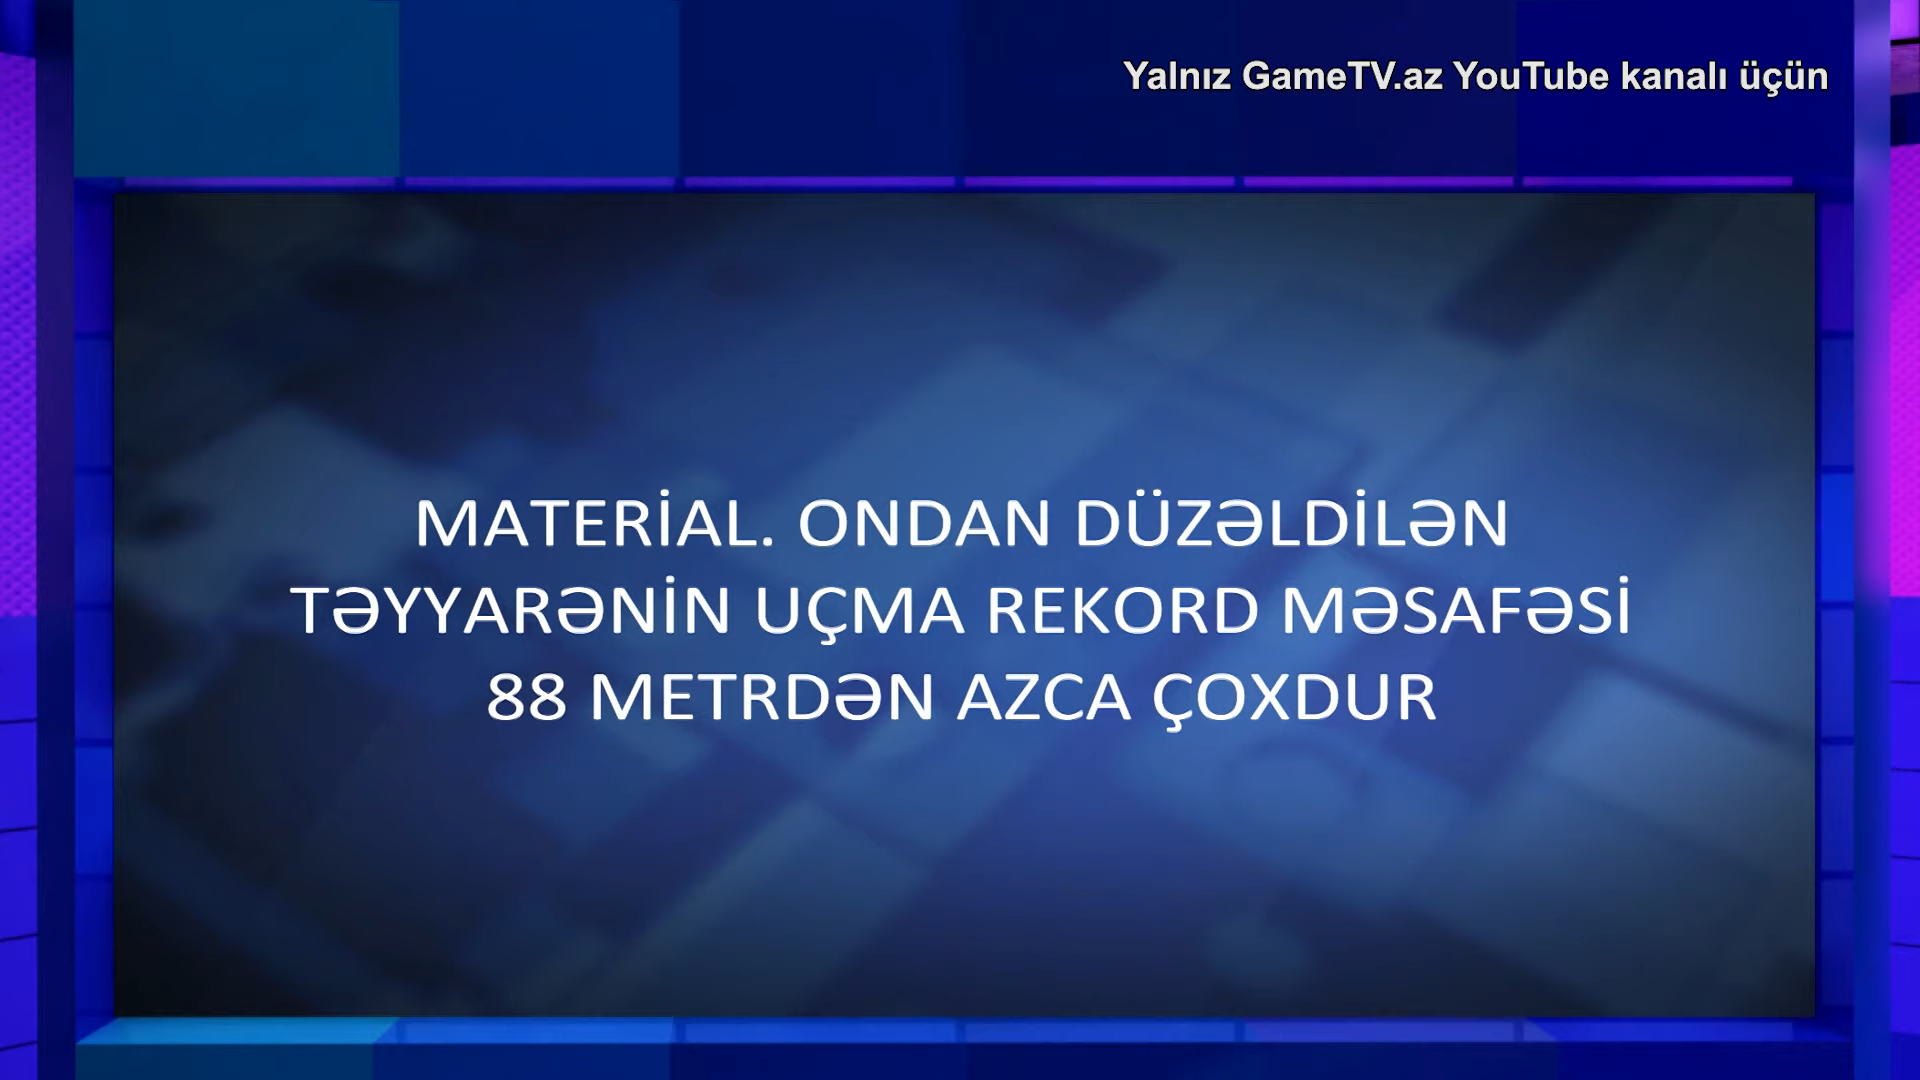 Yalnız GameTV.az YouTube kanalı üçün
MATERİAL. ONDAN DÜZƏLDİLƏN
TƏYYARƏNİN UÇMA REKORD MƏSAFƏSİ
88 METRDƏN AZCA ÇOXDUR